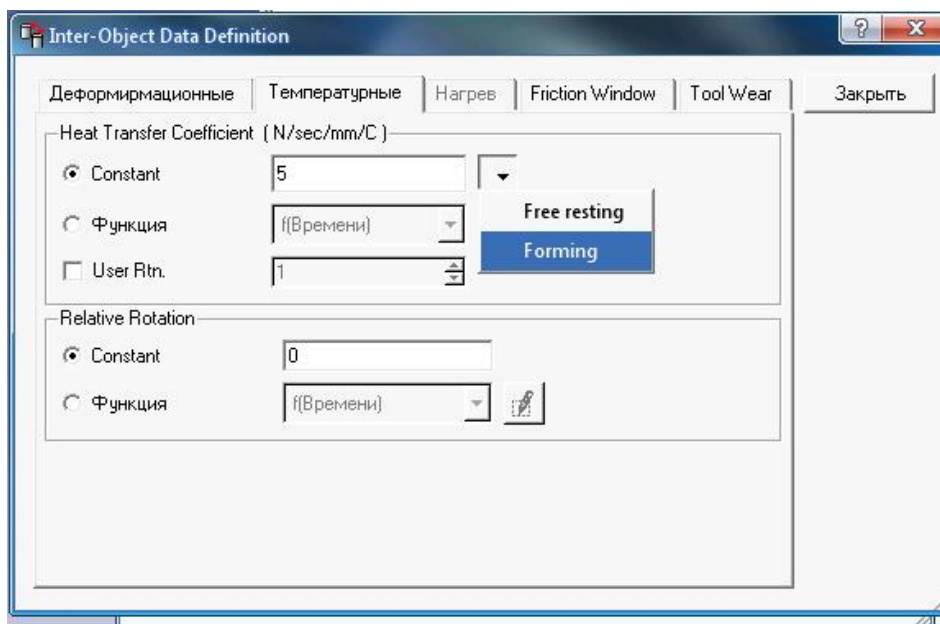 Inter-Object Data Definition
Деформирмационные Температурные Нагрев Friction Window Tool Wear Закрыть
Heat Transfer Coefficient ( N/sec/mm/C )
Constant 5
Free resting
Функция f(Времени)
Forming
User Rtn. 1
Relative Rotation
Constant 0
Функция f(Времени)